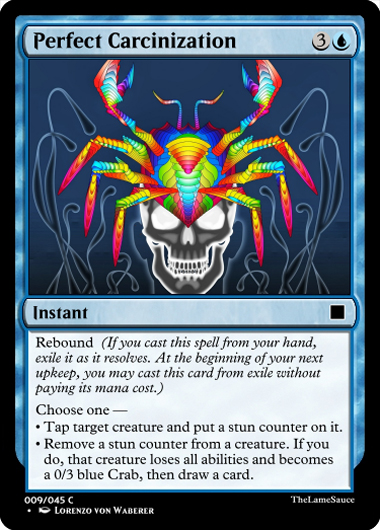 Perfect Carcinization 3
Instant
Rebound (If you cast this spell from your hand,
exile it as it resolves. At the beginning of your next
upkeep, you may cast this card from exile without
paying its mana cost.)
Choose one —
• Tap target creature and put a stun counter on it.
• Remove a stun counter from a creature. If you
do, that creature loses all abilities and becomes
a 0/3 blue Crab, then draw a card.
009/045 C TheLameSauce
• Lorenzo von Waberer